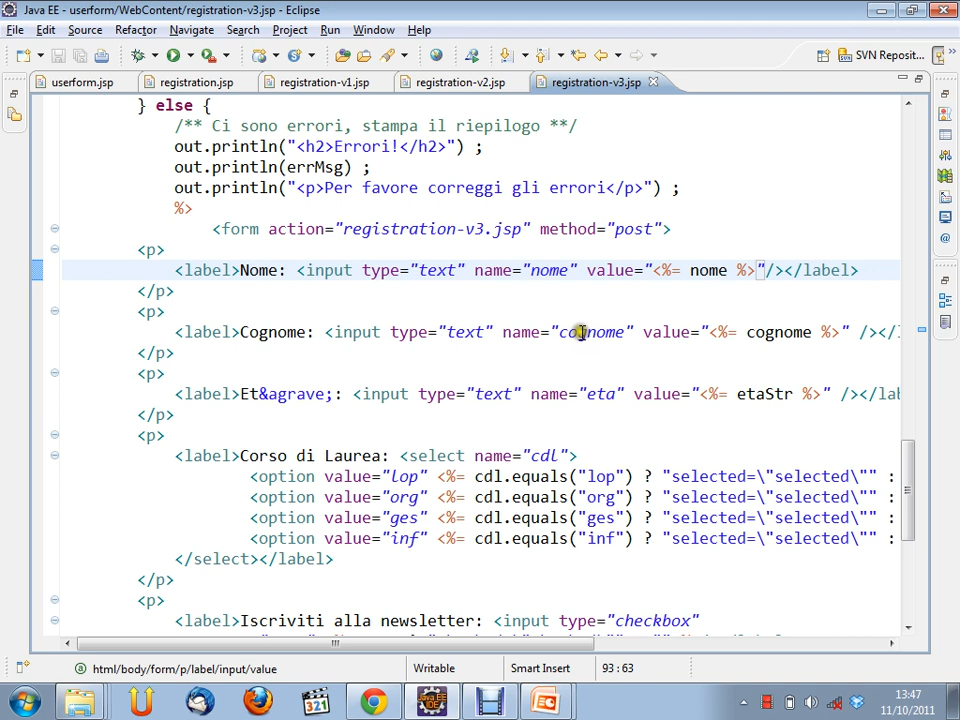 Java EE - userform/WebContent/registration-v3.jsp - Eclipse
File Edit Source Refactor Navigate Search Project Run Window Help
SVN Reposit...
userform.jsp registration.jsp registration-v1.jsp registration-v2.jsp registration-v3.jsp
} else {
/** Ci sono errori, stampa il riepilogo **/
out.println("<h2>Errori!</h2>") ;
out.println(errMsg) ;
out.println("<p>Per favore correggi gli errori</p>") ;
%>
<form action="registration-v3.jsp" method="post">
<p>
<label>Nome: <input type="text" name="nome" value="<%= nome %>"/></label>
</p>
<p>
<label>Cognome: <input type="text" name="cognome" value="<%= cognome %>" /></l
</p>
<p>
<label>Et&agrave;: <input type="text" name="eta" value="<%= etaStr %>" /></lab
</p>
<p>
<label>Corso di Laurea: <select name="cdl">
<option value="lop" <%= cdl.equals("lop") ? "selected=\"selected\"" :
<option value="org" <%= cdl.equals("org") ? "selected=\"selected\"" :
<option value="ges" <%= cdl.equals("ges") ? "selected=\"selected\"" :
<option value="inf" <%= cdl.equals("inf") ? "selected=\"selected\"" :
</select></label>
</p>
<p>
<label>Iscriviti alla newsletter: <input type="checkbox"
html/body/form/p/label/input/value Writable Smart Insert 93 : 63
321
Java EE IDE
13:47
11/10/2011